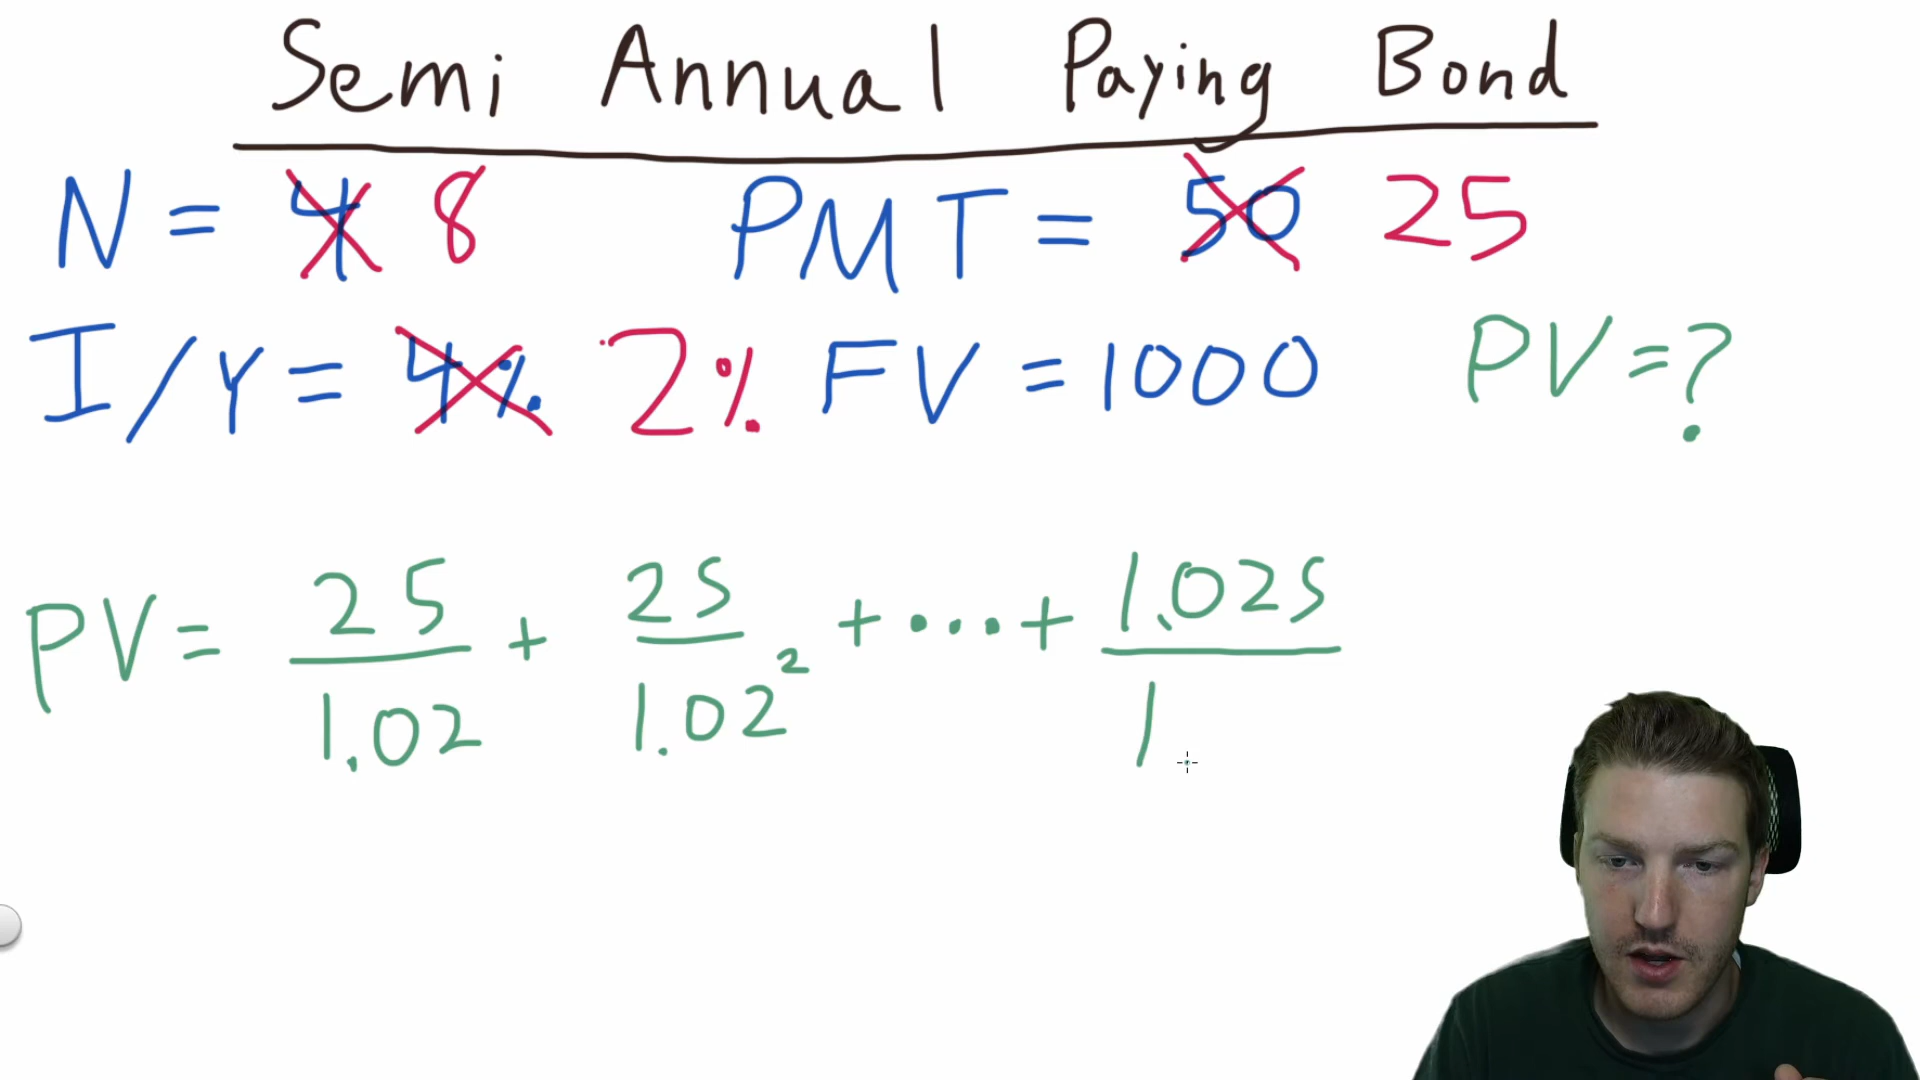 Semi Annual Paying Bond
N = 4 8 PMT = 50 25
I/Y = 4% 2% FV = 1000 PV = ?
PV = 25/1.02 + 25/1.02² + ... + 1.025/1